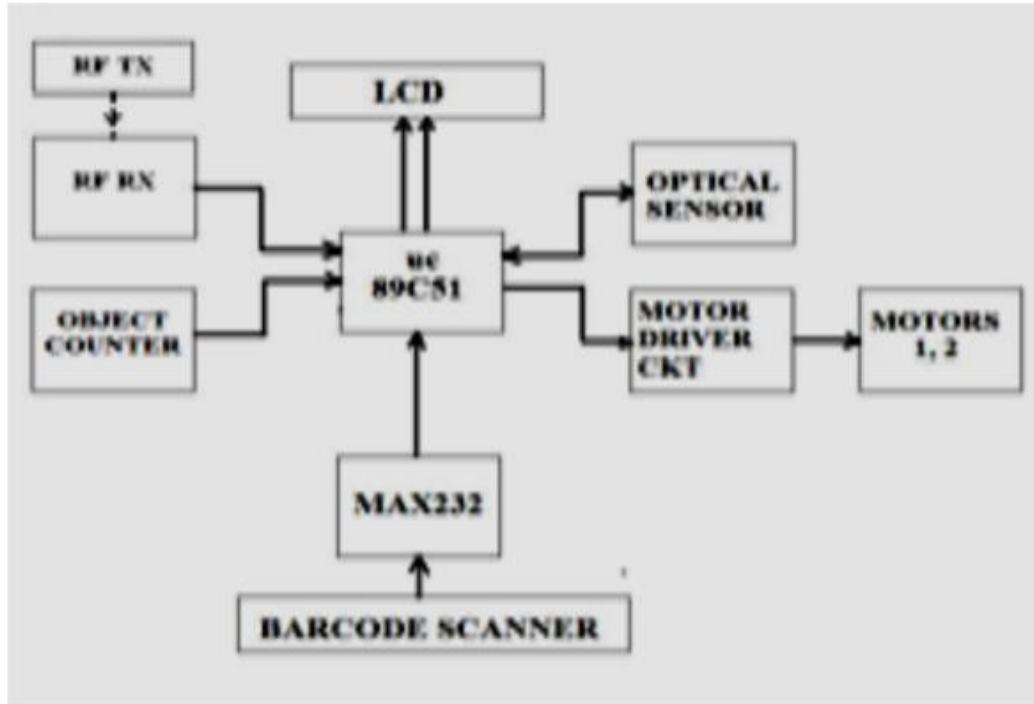 RF TX
LCD
RF RX
OPTICAL
SENSOR
uc
89C51
OBJECT
COUNTER
MOTOR
DRIVER
CKT
MOTORS
1, 2
MAX232
BARCODE SCANNER